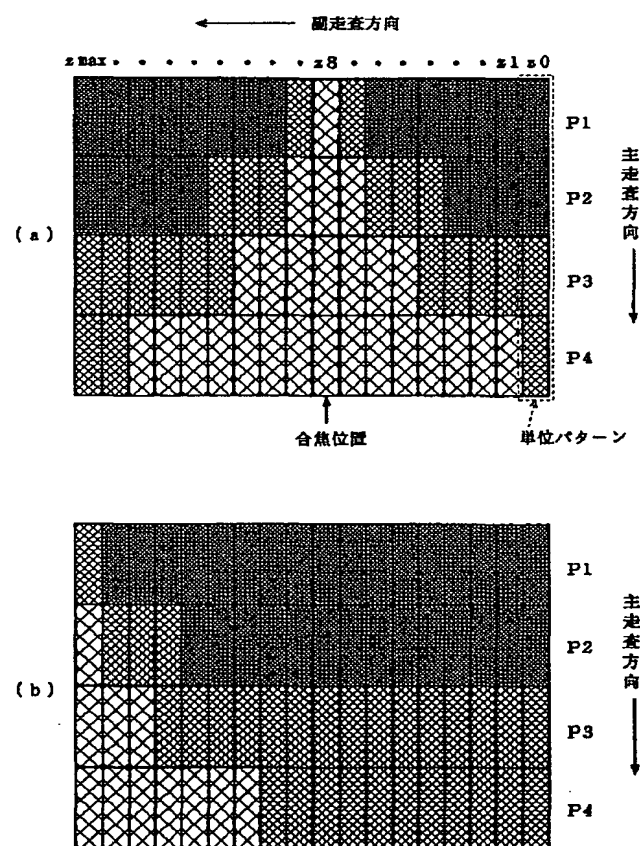 副走査方向
zmax・・・・・・・z8・・・・・・z1 z0
P1
P2
P3
P4
主走査方向
(a)
合焦位置
単位パターン
P1
P2
P3
P4
主走査方向
(b)